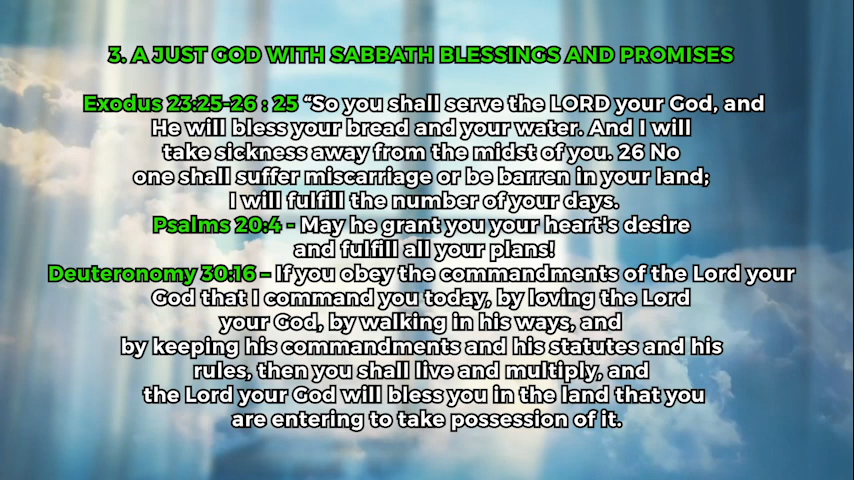 3. A JUST GOD WITH SABBATH BLESSINGS AND PROMISES
Exodus 23:25-26 : 25 “So you shall serve the LORD your God, and
He will bless your bread and your water. And I will
take sickness away from the midst of you. 26 No
one shall suffer miscarriage or be barren in your land;
I will fulfill the number of your days.
Psalms 20:4 - May he grant you your heart's desire
and fulfill all your plans!
Deuteronomy 30:16 – If you obey the commandments of the Lord your
God that I command you today, by loving the Lord
your God, by walking in his ways, and
by keeping his commandments and his statutes and his
rules, then you shall live and multiply, and
the Lord your God will bless you in the land that you
are entering to take possession of it.